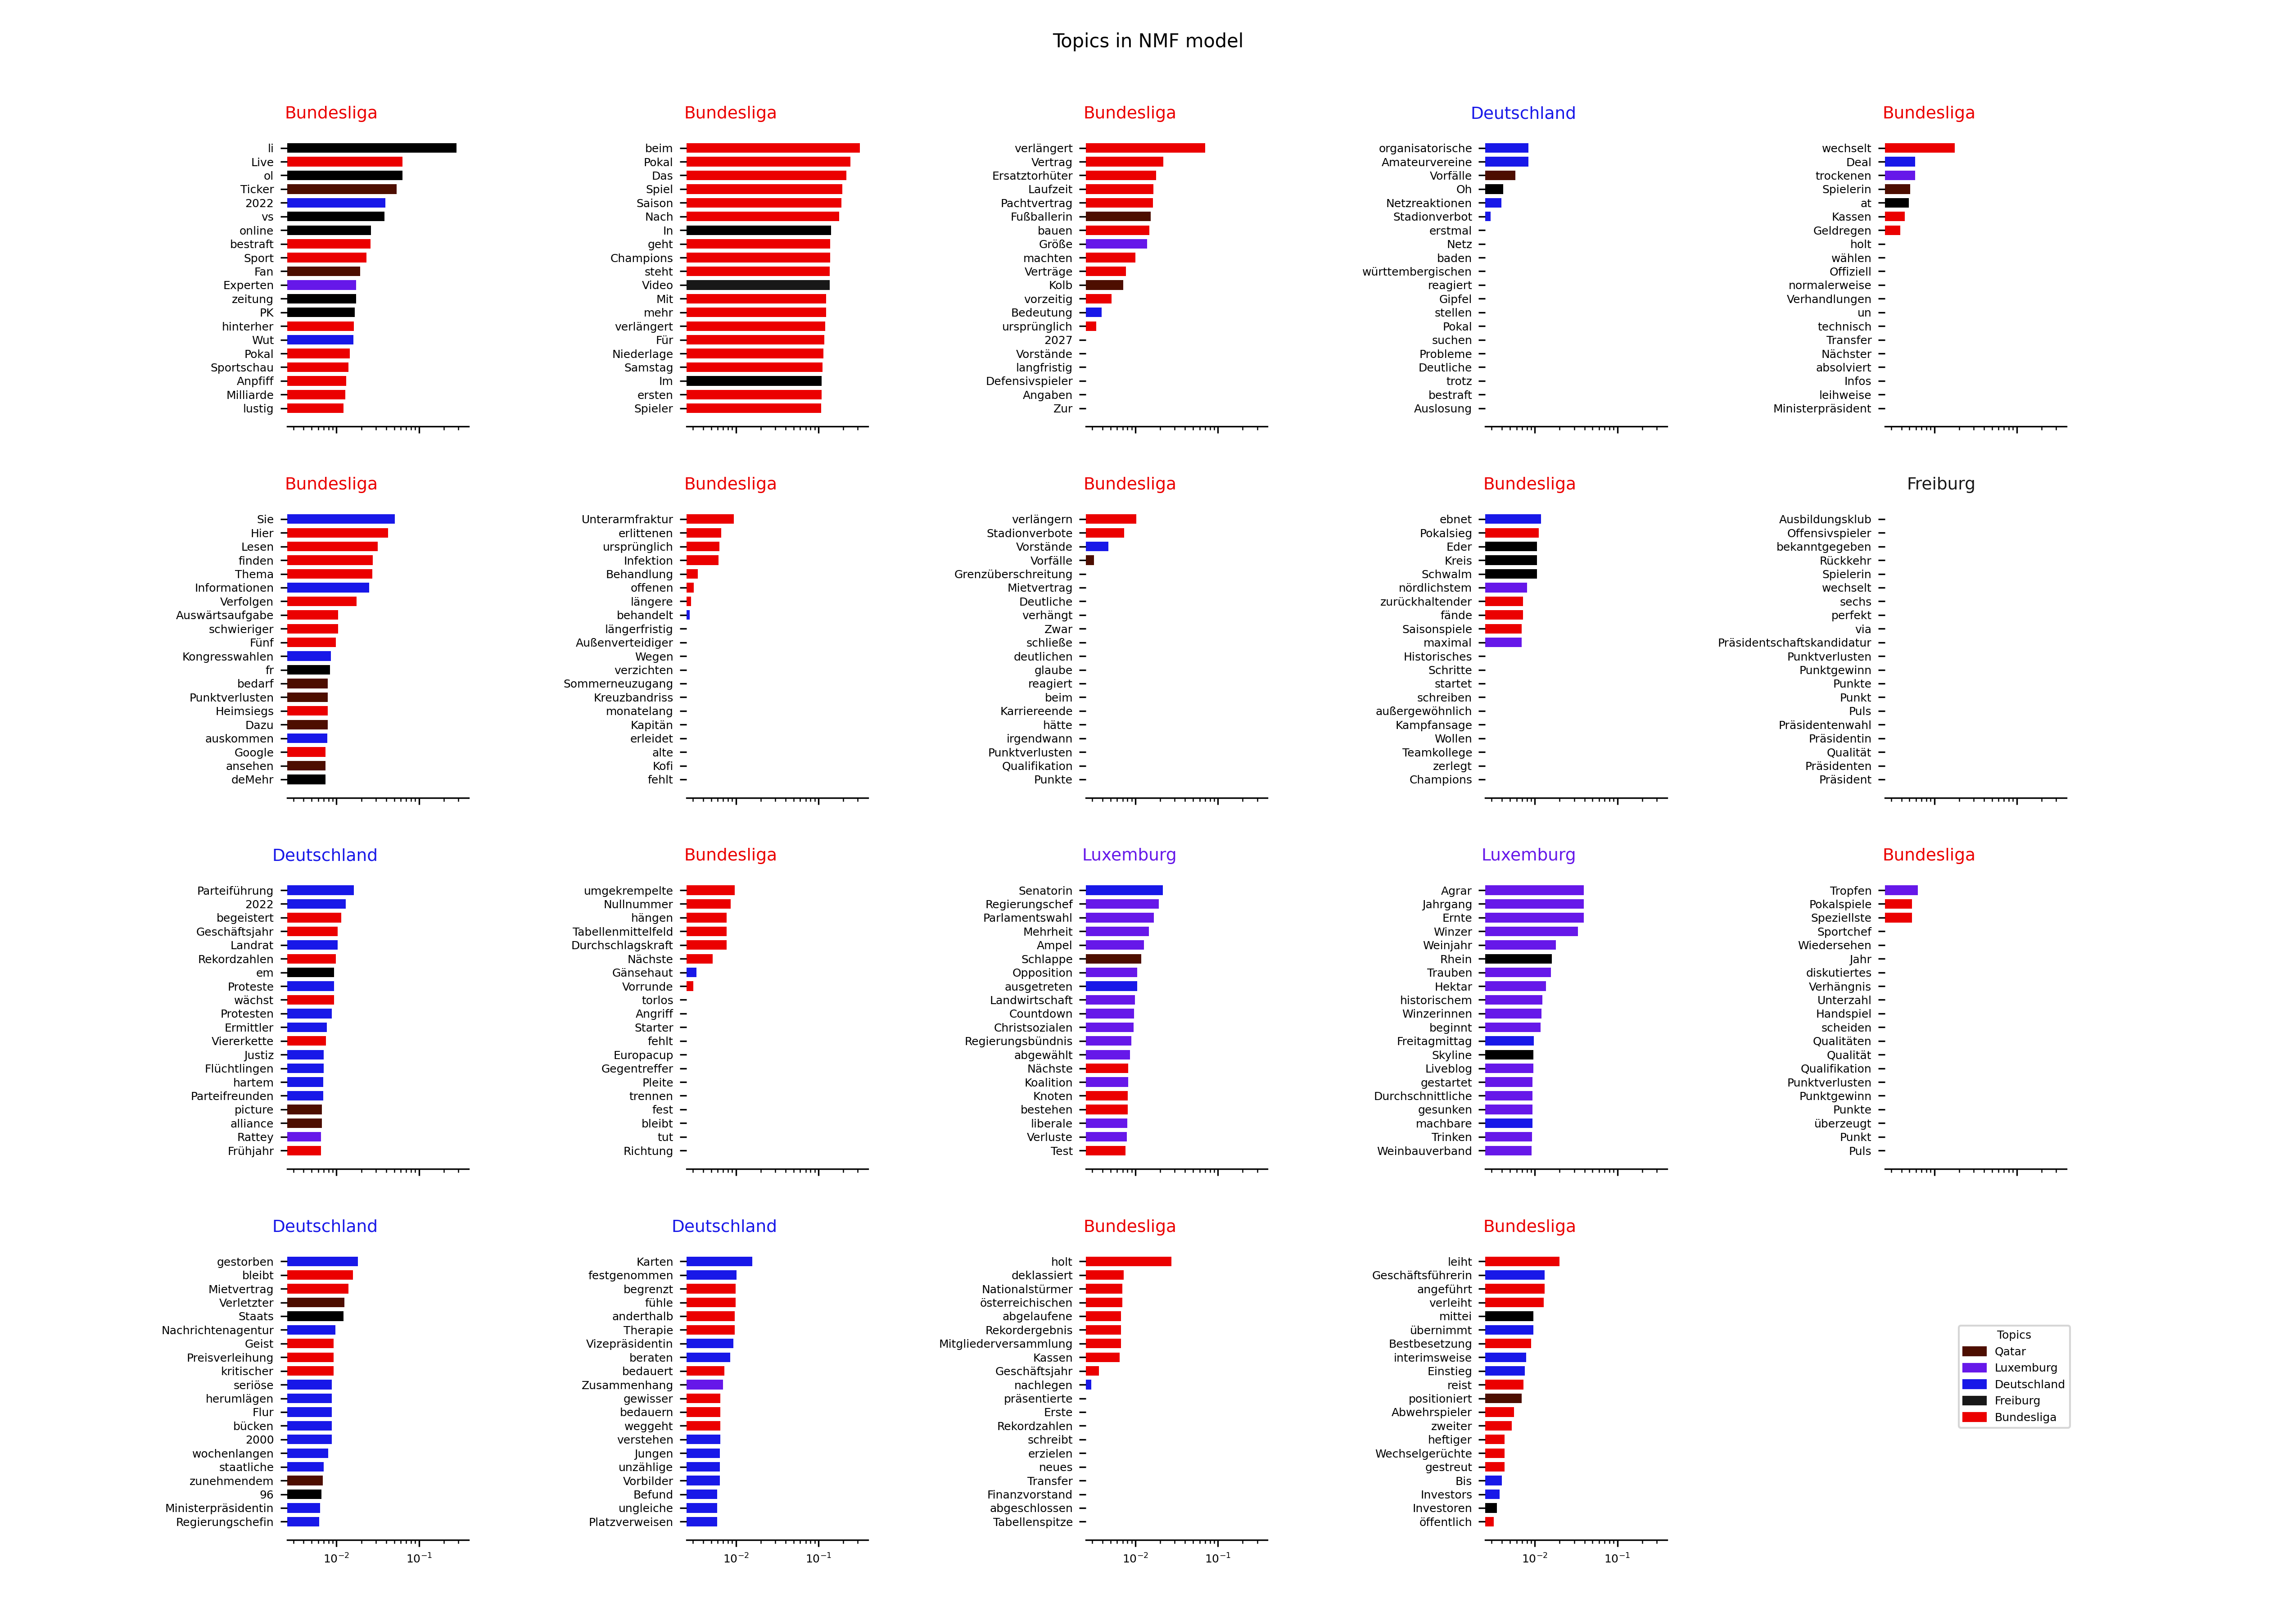 Topics in NMF model
Bundesliga
li
Live
ol
Ticker
2022
vs
online
bestraft
Sport
Fan
Experten
zeitung
PK
hinterher
Wut
Pokal
Sportschau
Anpfiff
Milliarde
lustig
Bundesliga
beim
Pokal
Das
Spiel
Saison
Nach
In
geht
Champions
steht
Video
Mit
mehr
verlängert
Für
Niederlage
Samstag
Im
ersten
Spieler
Bundesliga
verlängert
Vertrag
Ersatztorhüter
Laufzeit
Pachtvertrag
Fußballerin
bauen
Größe
machten
Verträge
Kolb
vorzeitig
Bedeutung
ursprünglich
2027
Vorstände
langfristig
Defensivspieler
Angaben
Zur
Deutschland
organisatorische
Amateurvereine
Vorfälle
Oh
Netzreaktionen
Stadionverbot
erstmal
Netz
baden
württembergischen
reagiert
Gipfel
stellen
Pokal
suchen
Probleme
Deutliche
trotz
bestraft
Auslosung
Bundesliga
wechselt
Deal
trockenen
Spielerin
at
Kassen
Geldregen
holt
wählen
Offiziell
normalerweise
Verhandlungen
un
technisch
Transfer
Nächster
absolviert
Infos
leihweise
Ministerpräsident
Bundesliga
Sie
Hier
Lesen
finden
Thema
Informationen
Verfolgen
Auswärtsaufgabe
schwieriger
Fünf
Kongresswahlen
fr
bedarf
Punktverlusten
Heimsiegs
Dazu
auskommen
Google
ansehen
deMehr
Bundesliga
Unterarmfraktur
erlittenen
ursprünglich
Infektion
Behandlung
offenen
längere
behandelt
längerfristig
Außenverteidiger
Wegen
verzichten
Sommerneuzugang
Kreuzbandriss
monatelang
Kapitän
erleidet
alte
Kofi
fehlt
Bundesliga
verlängern
Stadionverbote
Vorstände
Vorfälle
Grenzüberschreitung
Mietvertrag
Deutliche
verhängt
Zwar
schließe
deutlichen
glaube
reagiert
beim
Karriereende
hätte
irgendwann
Punktverlusten
Qualifikation
Punkte
Bundesliga
ebnet
Pokalsieg
Eder
Kreis
Schwalm
nördlichstem
zurückhaltender
fände
Saisonspiele
maximal
Historisches
Schritte
startet
schreiben
außergewöhnlich
Kampfansage
Wollen
Teamkollege
zerlegt
Champions
Freiburg
Ausbildungsklub
Offensivspieler
bekanntgegeben
Rückkehr
Spielerin
wechselt
sechs
perfekt
via
Präsidentschaftskandidatur
Punktverlusten
Punktgewinn
Punkte
Punkt
Puls
Präsidentenwahl
Präsidentin
Qualität
Präsidenten
Präsident
Deutschland
Parteiführung
2022
begeistert
Geschäftsjahr
Landrat
Rekordzahlen
em
Proteste
wächst
Protesten
Ermittler
Viererkette
Justiz
Flüchtlingen
hartem
Parteifreunden
picture
alliance
Rattey
Frühjahr
Bundesliga
umgekrempelte
Nullnummer
hängen
Tabellenmittelfeld
Durchschlagskraft
Nächste
Gänsehaut
Vorrunde
torlos
Angriff
Starter
fehlt
Europacup
Gegentreffer
Pleite
trennen
fest
bleibt
tut
Richtung
Luxemburg
Senatorin
Regierungschef
Parlamentswahl
Mehrheit
Ampel
Schlappe
Opposition
ausgetreten
Landwirtschaft
Countdown
Christsozialen
Regierungsbündnis
abgewählt
Nächste
Koalition
Knoten
bestehen
liberale
Verluste
Test
Luxemburg
Agrar
Jahrgang
Ernte
Winzer
Weinjahr
Rhein
Trauben
Hektar
historischem
Winzerinnen
beginnt
Freitagmittag
Skyline
Liveblog
gestartet
Durchschnittliche
gesunken
machbare
Trinken
Weinbauverband
Bundesliga
Tropfen
Pokalspiele
Speziellste
Sportchef
Wiedersehen
Jahr
diskutiertes
Verhängnis
Unterzahl
Handspiel
scheiden
Qualitäten
Qualität
Qualifikation
Punktverlusten
Punktgewinn
Punkte
überzeugt
Punkt
Puls
Deutschland
gestorben
bleibt
Mietvertrag
Verletzter
Staats
Nachrichtenagentur
Geist
Preisverleihung
kritischer
seriöse
herumlägen
Flur
bücken
2000
wochenlangen
staatliche
zunehmendem
96
Ministerpräsidentin
Regierungschefin
10⁻² 10⁻¹
Deutschland
Karten
festgenommen
begrenzt
fühle
anderthalb
Therapie
Vizepräsidentin
beraten
bedauert
Zusammenhang
gewisser
bedauern
weggeht
verstehen
Jungen
unzählige
Vorbilder
Befund
ungleiche
Platzverweisen
10⁻² 10⁻¹
Bundesliga
holt
deklassiert
Nationalstürmer
österreichischen
abgelaufene
Rekordergebnis
Mitgliederversammlung
Kassen
Geschäftsjahr
nachlegen
präsentierte
Erste
Rekordzahlen
schreibt
erzielen
neues
Transfer
Finanzvorstand
abgeschlossen
Tabellenspitze
10⁻² 10⁻¹
Bundesliga
leiht
Geschäftsführerin
angeführt
verleiht
mittei
übernimmt
Bestbesetzung
interimsweise
Einstieg
reist
positioniert
Abwehrspieler
zweiter
heftiger
Wechselgerüchte
gestreut
Bis
Investors
Investoren
öffentlich
10⁻² 10⁻¹
Topics
Qatar
Luxemburg
Deutschland
Freiburg
Bundesliga